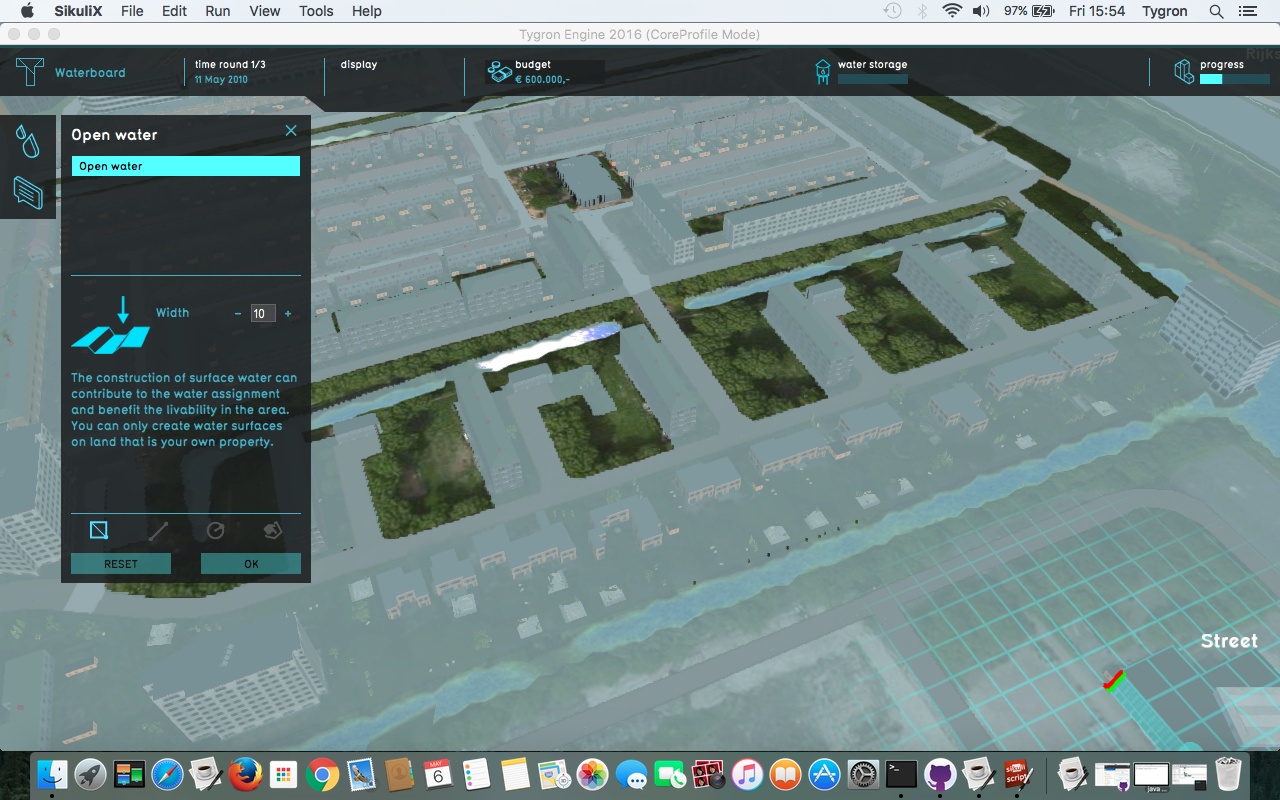 SikuliX File Edit Run View Tools Help 97% Fri 15:54 Tygron
Tygron Engine 2016 (CoreProfile Mode)
Waterboard
time round 1/3
11 May 2010
display
budget
€ 600.000,-
water storage
progress
Open water
Open water
Width - 10 +
The construction of surface water can
contribute to the water assignment
and benefit the livability in the area.
You can only create water surfaces
on land that is your own property.
RESET OK
Street
MAY
6
sikuli
script
java ...